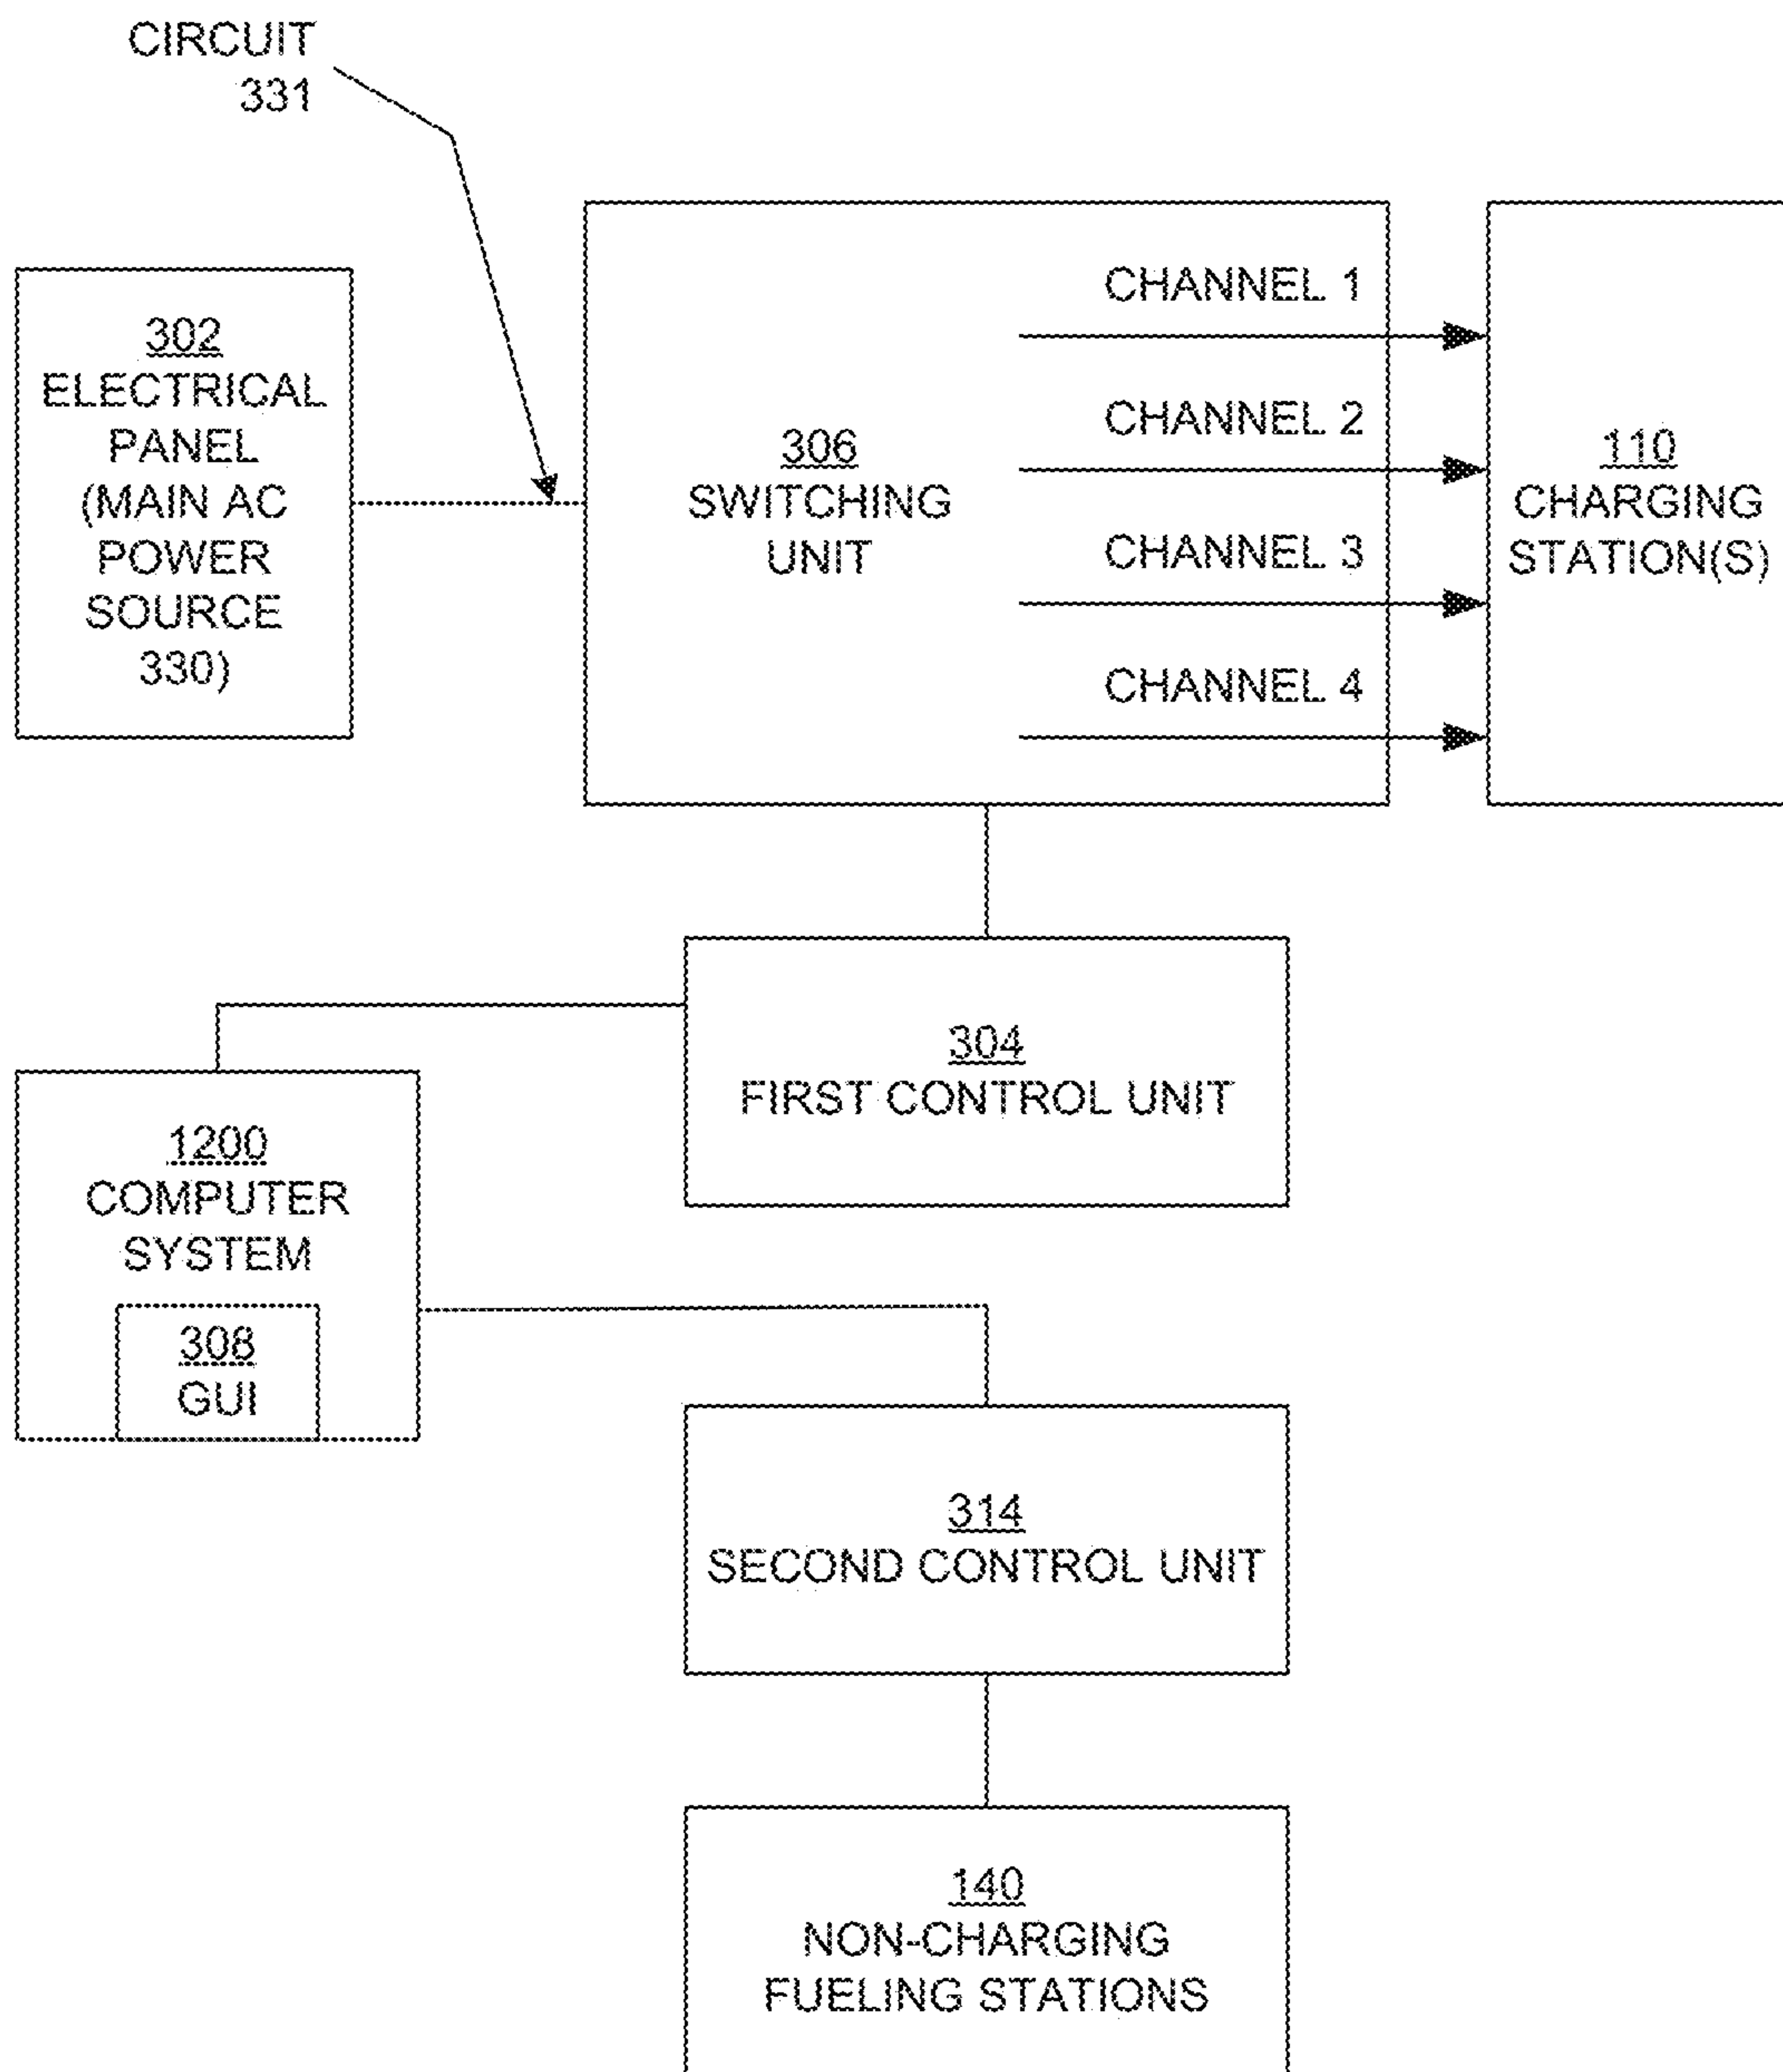 CIRCUIT
331
302
ELECTRICAL
PANEL
(MAIN AC
POWER
SOURCE
330)
306
SWITCHING
UNIT
CHANNEL 1
CHANNEL 2
CHANNEL 3
CHANNEL 4
110
CHARGING
STATION(S)
304
FIRST CONTROL UNIT
1200
COMPUTER
SYSTEM
308
GUI
314
SECOND CONTROL UNIT
140
NON-CHARGING
FUELING STATIONS